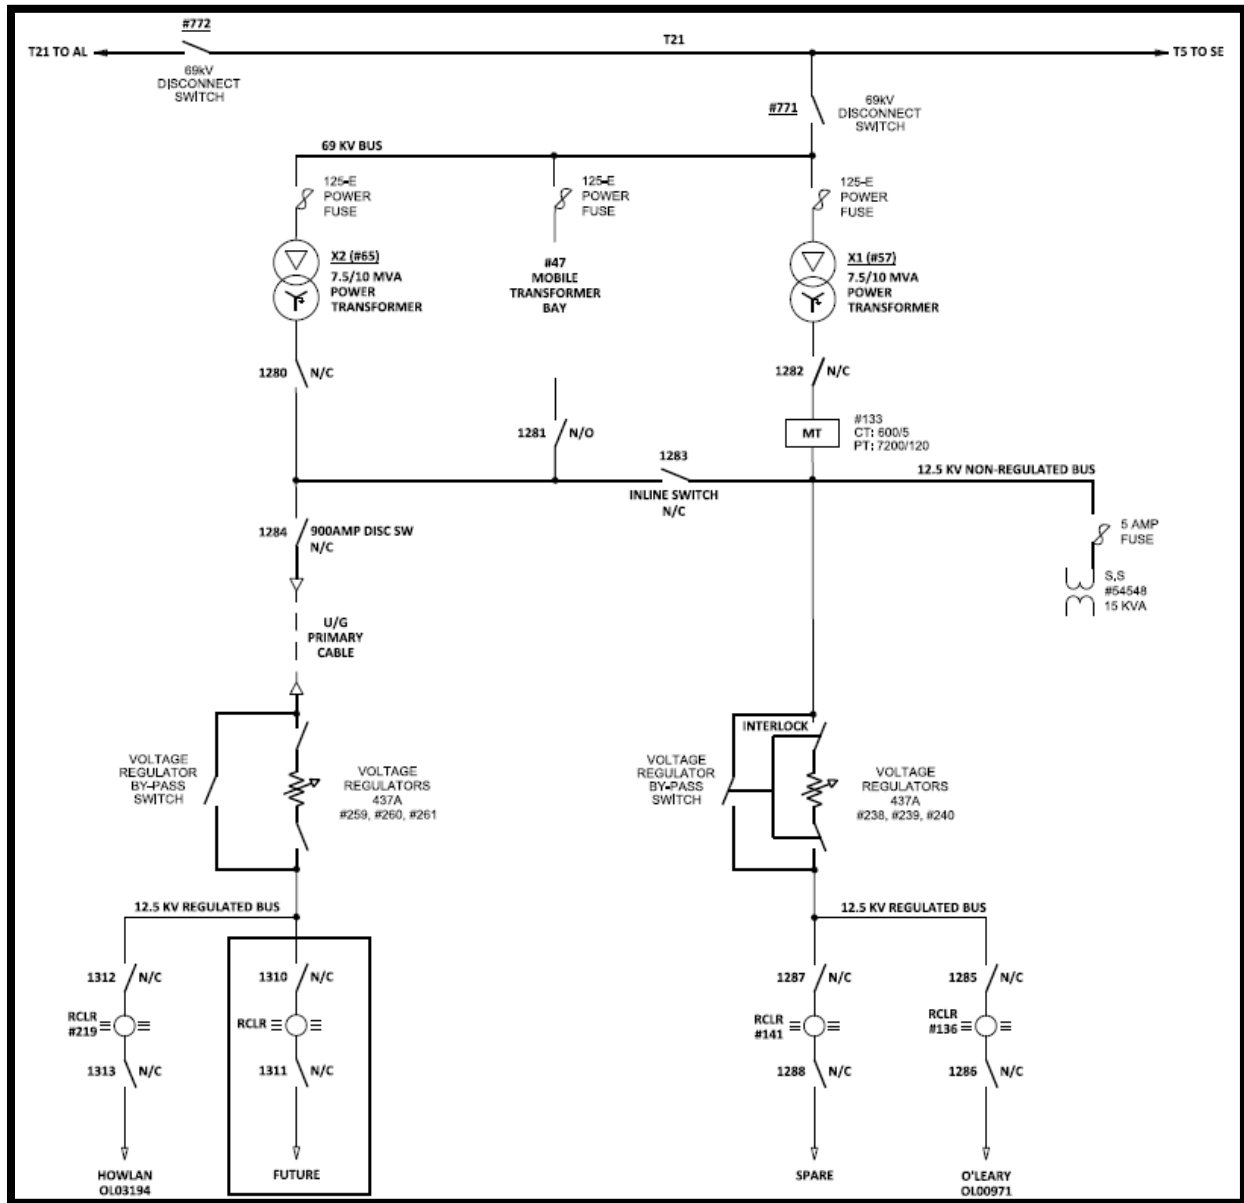 #772
T21 TO AL
T21
T5 TO SE
69kV
DISCONNECT
SWITCH
#771
69kV
DISCONNECT
SWITCH
69 KV BUS
125-E
POWER
FUSE
125-E
POWER
FUSE
125-E
POWER
FUSE
X2 (#65)
7.5/10 MVA
POWER
TRANSFORMER
#47
MOBILE
TRANSFORMER
BAY
X1 (#57)
7.5/10 MVA
POWER
TRANSFORMER
1280 N/C
1282 N/C
1281 N/O
MT
#133
CT: 600/5
PT: 7200/120
1283
INLINE SWITCH
N/C
12.5 KV NON-REGULATED BUS
1284
900AMP DISC SW
N/C
5 AMP
FUSE
S.S
#54548
15 KVA
U/G
PRIMARY
CABLE
VOLTAGE
REGULATOR
BY-PASS
SWITCH
VOLTAGE
REGULATORS
437A
#259, #260, #261
INTERLOCK
VOLTAGE
REGULATOR
BY-PASS
SWITCH
VOLTAGE
REGULATORS
437A
#238, #239, #240
12.5 KV REGULATED BUS
12.5 KV REGULATED BUS
1312 N/C
1310 N/C
1287 N/C
1285 N/C
RCLR
#219
RCLR
RCLR
#141
RCLR
#136
1313 N/C
1311 N/C
1288 N/C
1286 N/C
HOWLAN
OL03194
FUTURE
SPARE
O'LEARY
OL00971